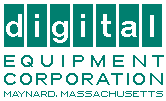 digital
EQUIPMENT
CORPORATION
MAYNARD, MASSACHUSETTS